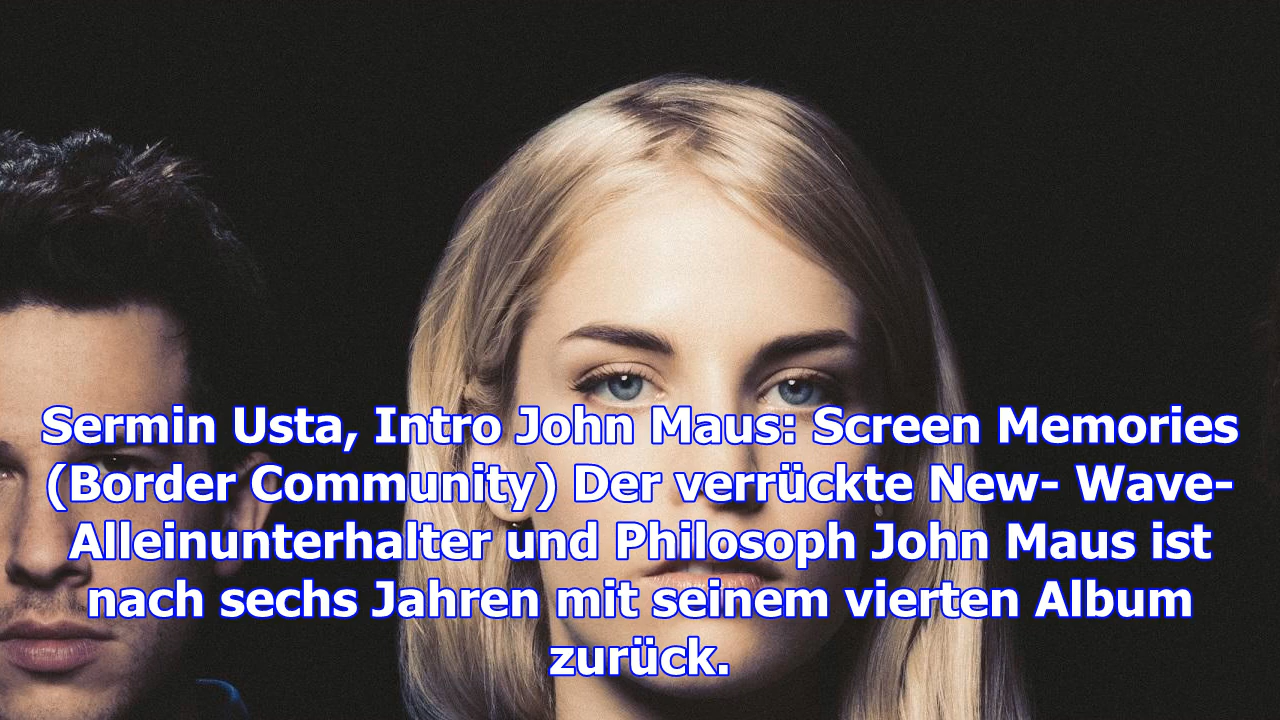 Sermin Usta, Intro John Maus: Screen Memories
(Border Community) Der verrückte New- Wave-
Alleinunterhalter und Philosoph John Maus ist
nach sechs Jahren mit seinem vierten Album
zurück.